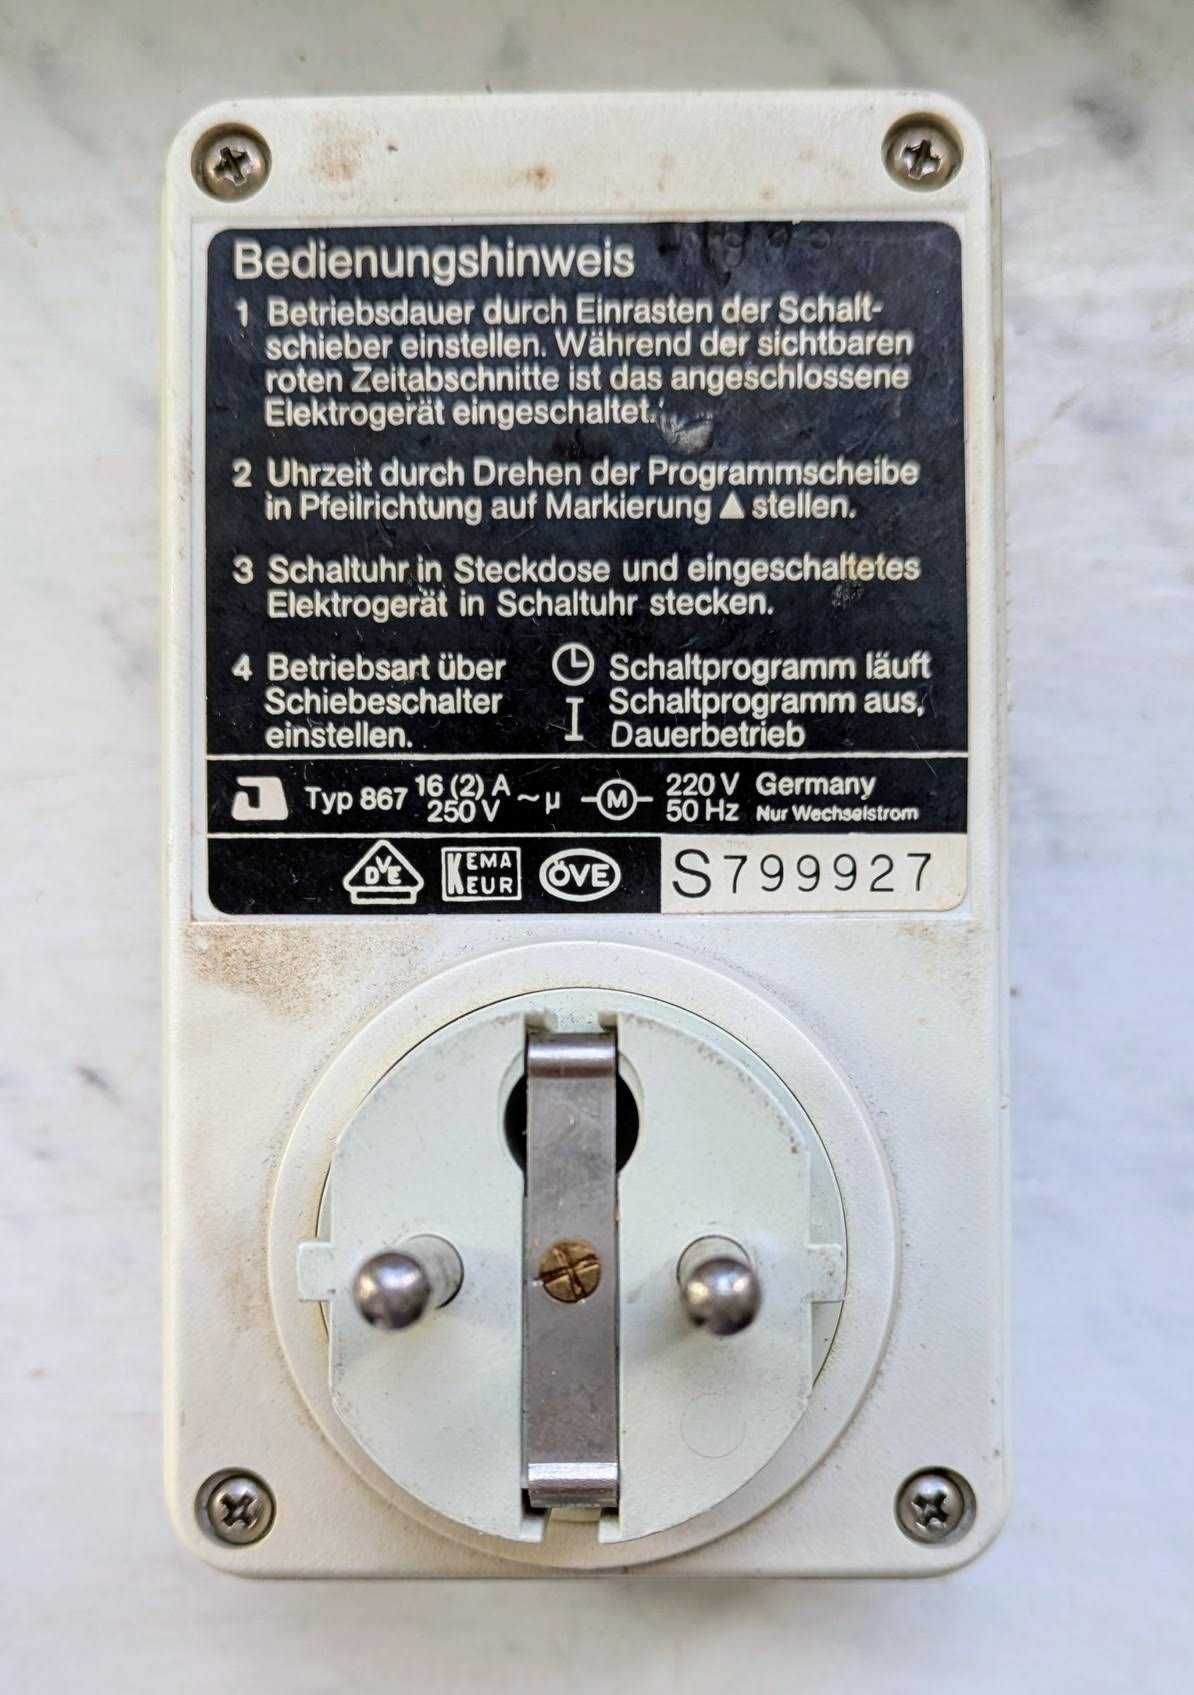 Bedienungshinweis
1 Betriebsdauer durch Einrasten der Schalt-
schieber einstellen. Während der sichtbaren
roten Zeitabschnitte ist das angeschlossene
Elektrogerät eingeschaltet.
2 Uhrzeit durch Drehen der Programmscheibe
in Pfeilrichtung auf Markierung ▲ stellen.
3 Schaltuhr in Steckdose und eingeschaltetes
Elektrogerät in Schaltuhr stecken.
4 Betriebsart über
Schiebeschalter
einstellen.
Schaltprogramm läuft
I Schaltprogramm aus,
Dauerbetrieb
J Typ 867 16 (2) A
250 V ~ µ M 220 V
50 Hz Germany
Nur Wechselstrom
DVE KEMA
KEUR ÖVE S799927